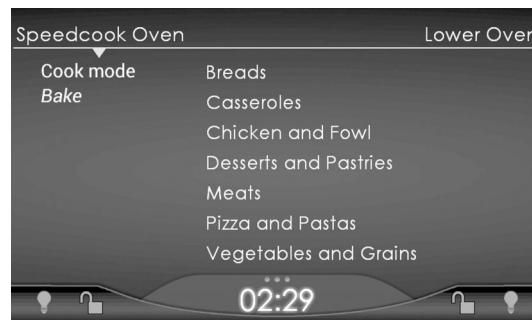 Speedcook Oven
Lower Oven
Cook mode
Bake
Breads
Casseroles
Chicken and Fowl
Desserts and Pastries
Meats
Pizza and Pastas
Vegetables and Grains
02:29